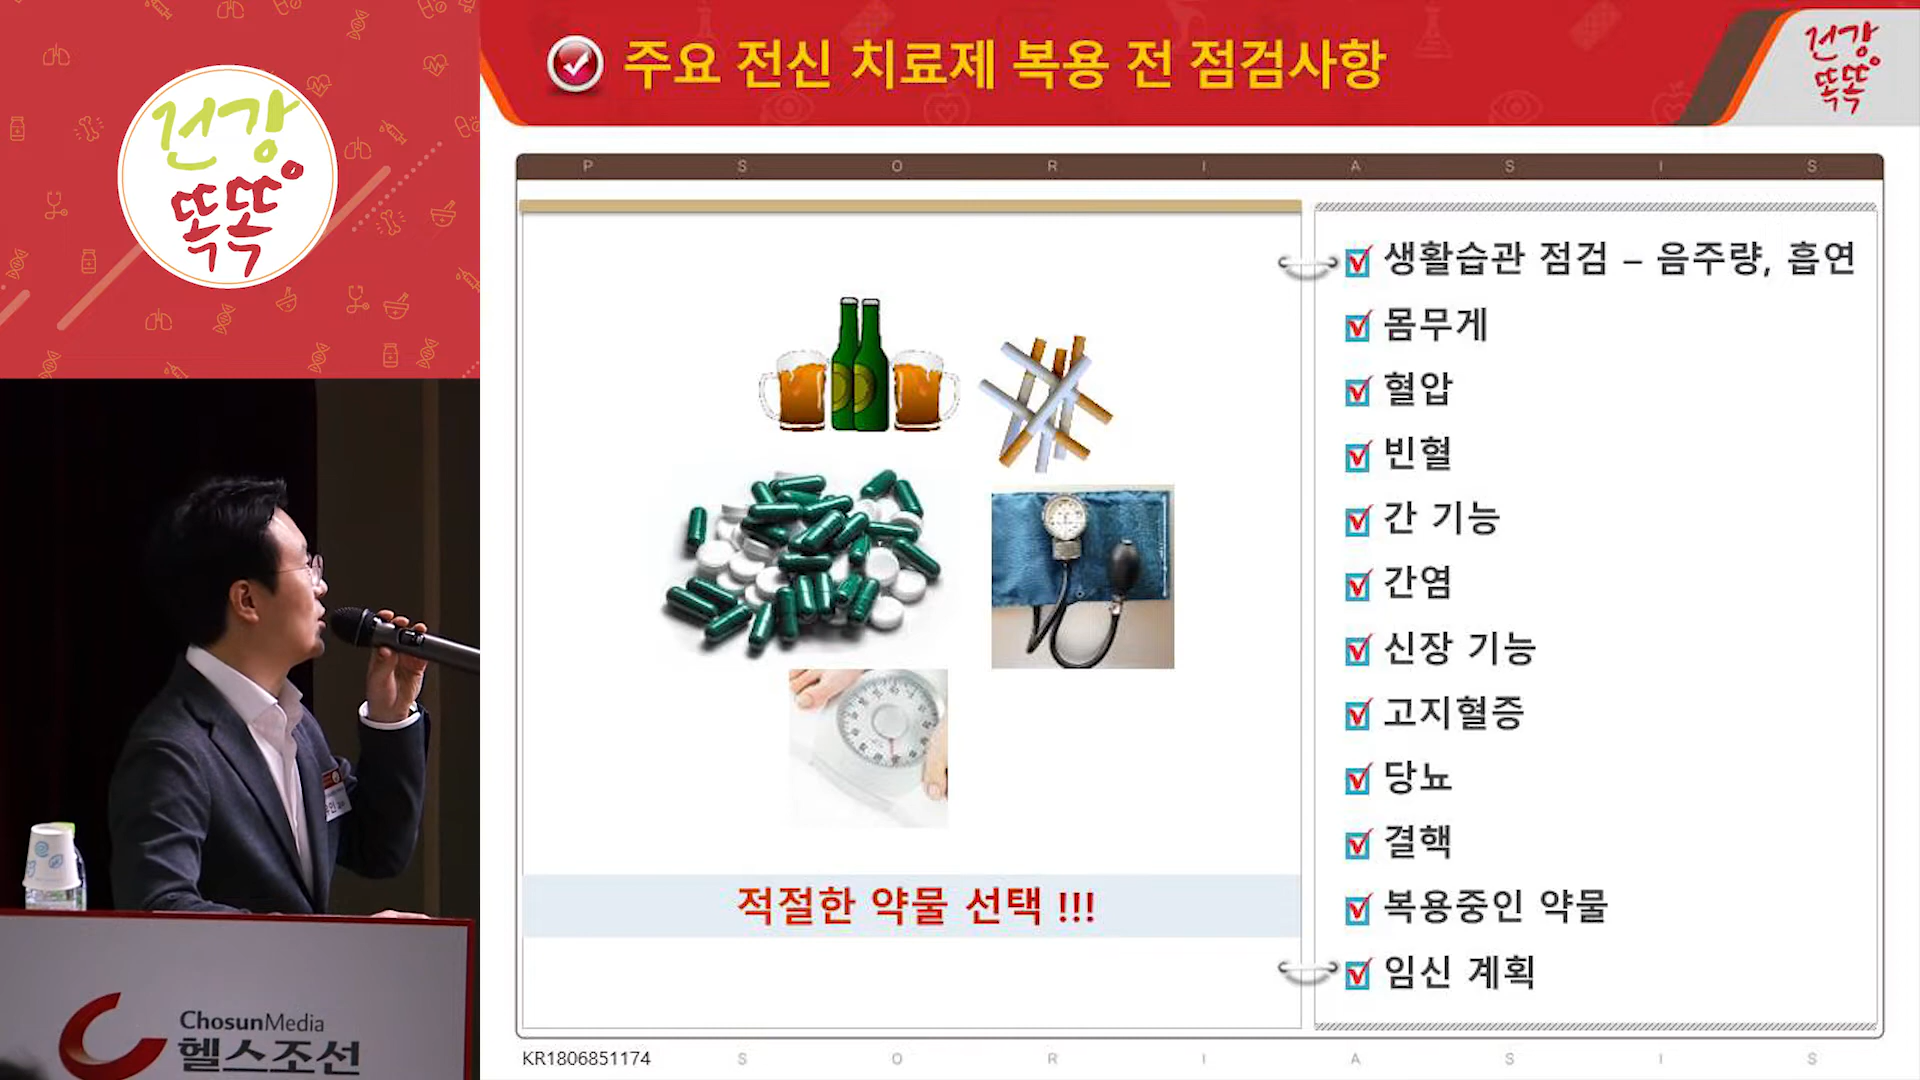 건강
똑똑
주요 전신 치료제 복용 전 점검사항
건강
똑똑
P S O R I A S I S
생활습관 점검 – 음주량, 흡연
몸무게
혈압
빈혈
간 기능
간염
신장 기능
고지혈증
당뇨
결핵
복용중인 약물
임신 계획
적절한 약물 선택 !!!
KR1806851174
S O R I A S I S
ChosunMedia
헬스조선